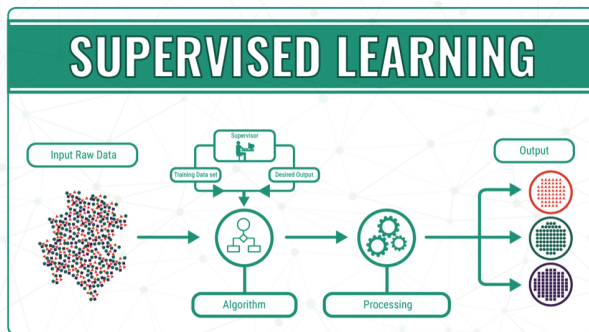 SUPERVISED LEARNING
Supervisor
Input Raw Data
Output
Training Data set
Desired Output
Algorithm
Processing